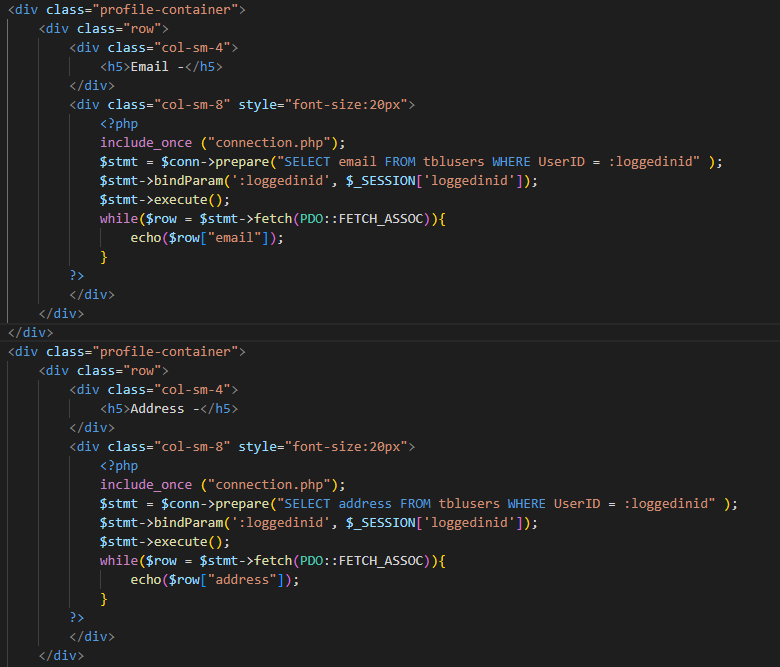 <div class="profile-container">
<div class="row">
<div class="col-sm-4">
<h5>Email -</h5>
</div>
<div class="col-sm-8" style="font-size:20px">
<?php
include_once ("connection.php");
$stmt = $conn->prepare("SELECT email FROM tblusers WHERE UserID = :loggedinid" );
$stmt->bindParam(':loggedinid', $_SESSION['loggedinid']);
$stmt->execute();
while($row = $stmt->fetch(PDO::FETCH_ASSOC)){
echo($row["email"]);
}
?>
</div>
</div>
</div>
<div class="profile-container">
<div class="row">
<div class="col-sm-4">
<h5>Address -</h5>
</div>
<div class="col-sm-8" style="font-size:20px">
<?php
include_once ("connection.php");
$stmt = $conn->prepare("SELECT address FROM tblusers WHERE UserID = :loggedinid" );
$stmt->bindParam(':loggedinid', $_SESSION['loggedinid']);
$stmt->execute();
while($row = $stmt->fetch(PDO::FETCH_ASSOC)){
echo($row["address"]);
}
?>
</div>
</div>